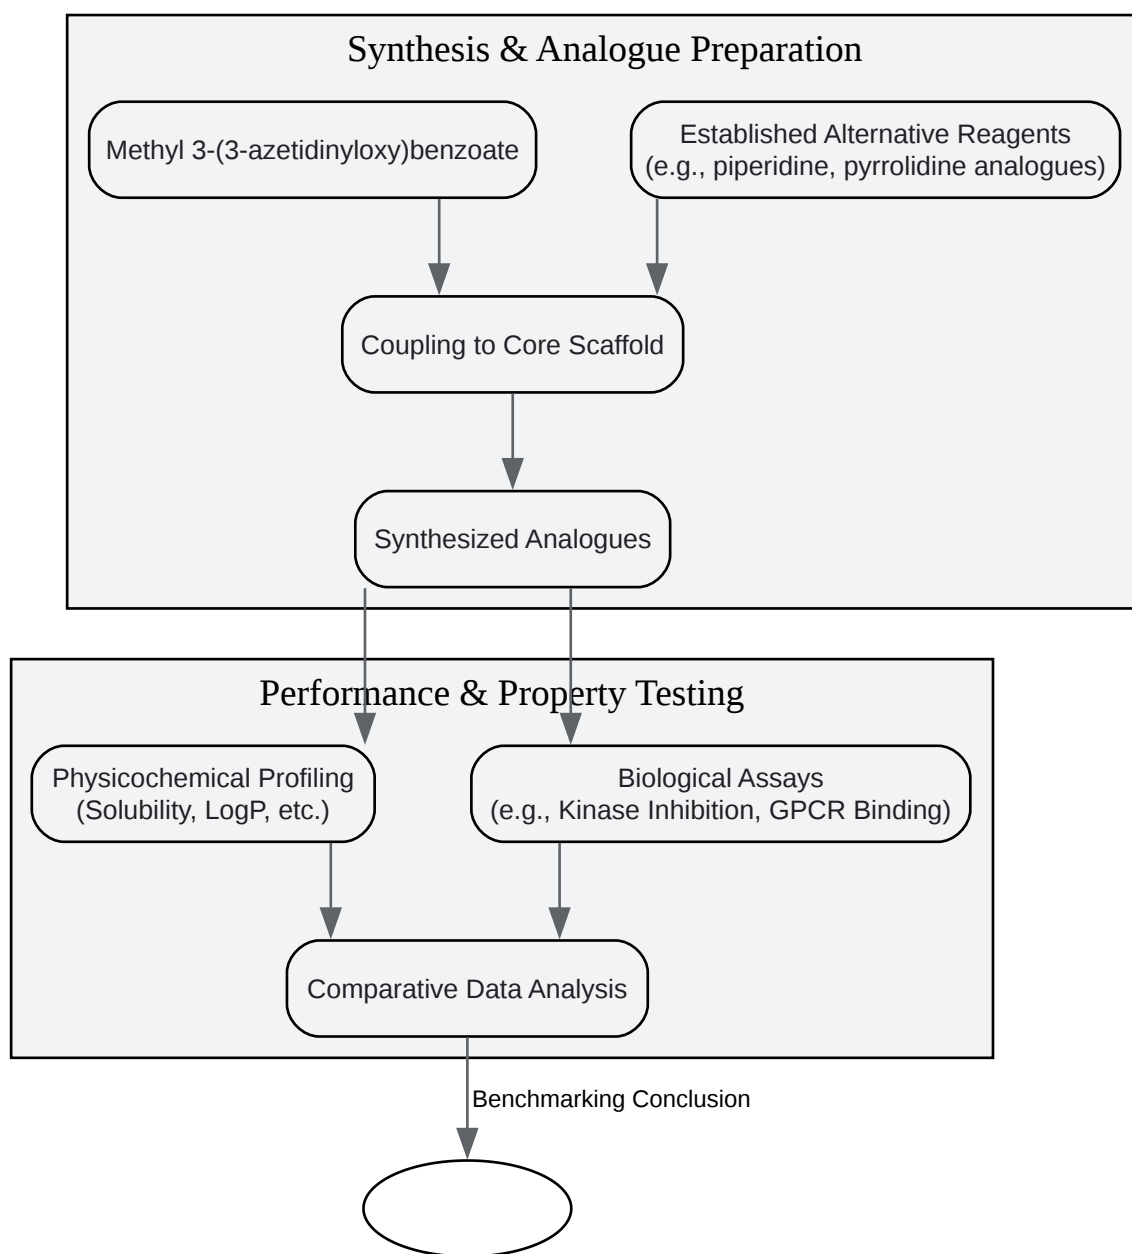 Synthesis & Analogue Preparation
Methyl 3-(3-azetidinyloxy)benzoate
Established Alternative Reagents
(e.g., piperidine, pyrrolidine analogues)
Coupling to Core Scaffold
Synthesized Analogues
Performance & Property Testing
Physicochemical Profiling
(Solubility, LogP, etc.)
Biological Assays
(e.g., Kinase Inhibition, GPCR Binding)
Comparative Data Analysis
Benchmarking Conclusion